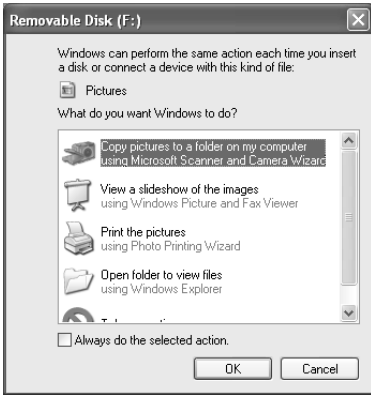 Removable Disk (F:)
Windows can perform the same action each time you insert
a disk or connect a device with this kind of file:
Pictures
What do you want Windows to do?
Copy pictures to a folder on my computer
using Microsoft Scanner and Camera Wizard
View a slideshow of the images
using Windows Picture and Fax Viewer
Print the pictures
using Photo Printing Wizard
Open folder to view files
using Windows Explorer
Always do the selected action.
OK
Cancel